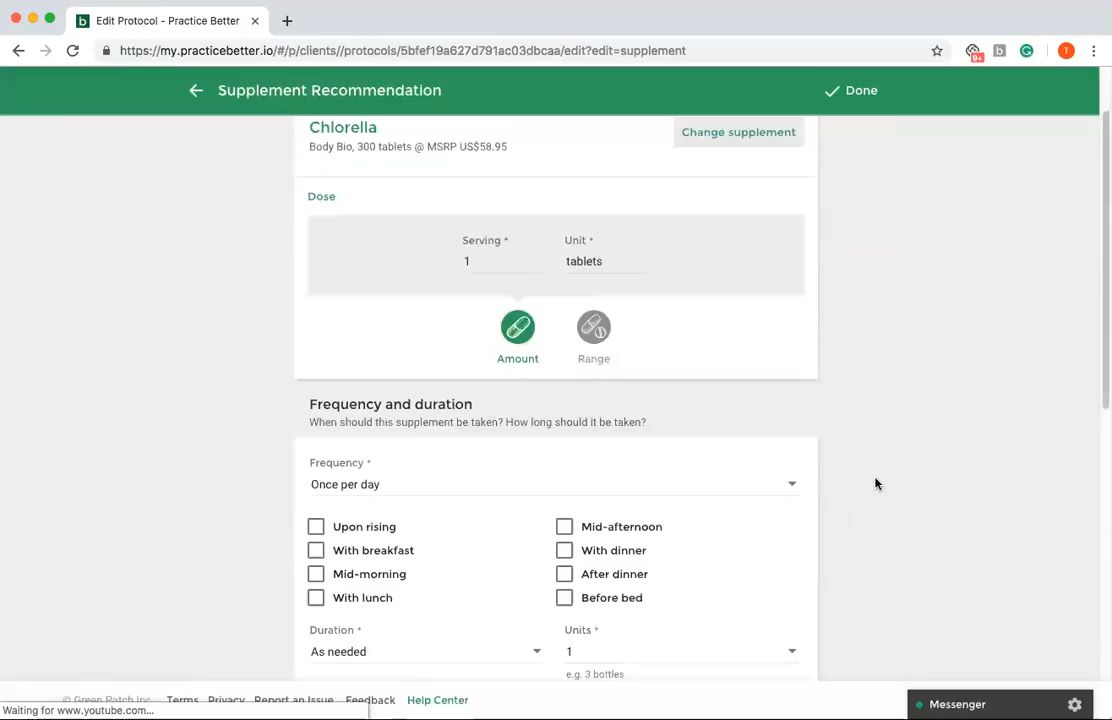 Edit Protocol - Practice Better
https://my.practicebetter.io/#/p/clients//protocols/5bfef19a627d791ac03dbcaa/edit?edit=supplement
9+
b
T
Supplement Recommendation
Done
Chlorella
Change supplement
Body Bio, 300 tablets @ MSRP US$58.95
Dose
Serving *
Unit *
1
tablets
Amount
Range
Frequency and duration
When should this supplement be taken? How long should it be taken?
Frequency *
Once per day
Upon rising
Mid-afternoon
With breakfast
With dinner
Mid-morning
After dinner
With lunch
Before bed
Duration *
Units *
As needed
1
e.g. 3 bottles
© Green Patch Inc. Terms Privacy Report an Issue Feedback Help Center
Waiting for www.youtube.com...
Messenger